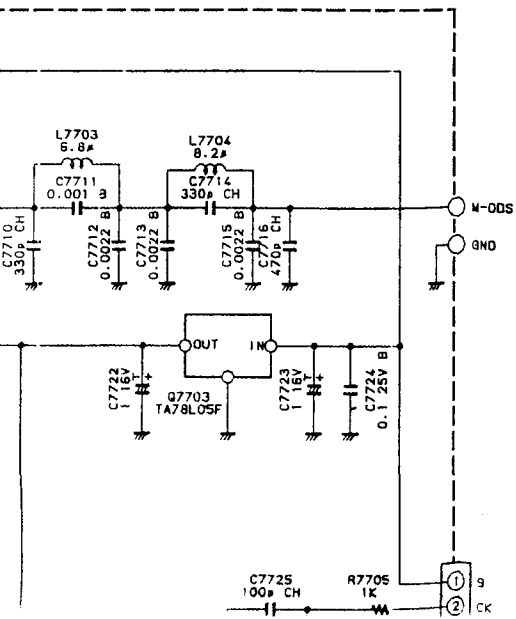 L7703
6.8μ
L7704
8.2μ
C7711
0.001 B
C7714
330p CH
C7710
330p CH
C7712
0.0022 B
C7713
0.0022 B
C7715
0.0022 B
C7716
470p CH
M-ODS
GND
OUT
IN
C7722
1 16V
T +
Q7703
TA78L05F
C7723
1 16V
T +
C7724
0.1 25V B
C7725
100p CH
R7705
1K
1
9
2
CK